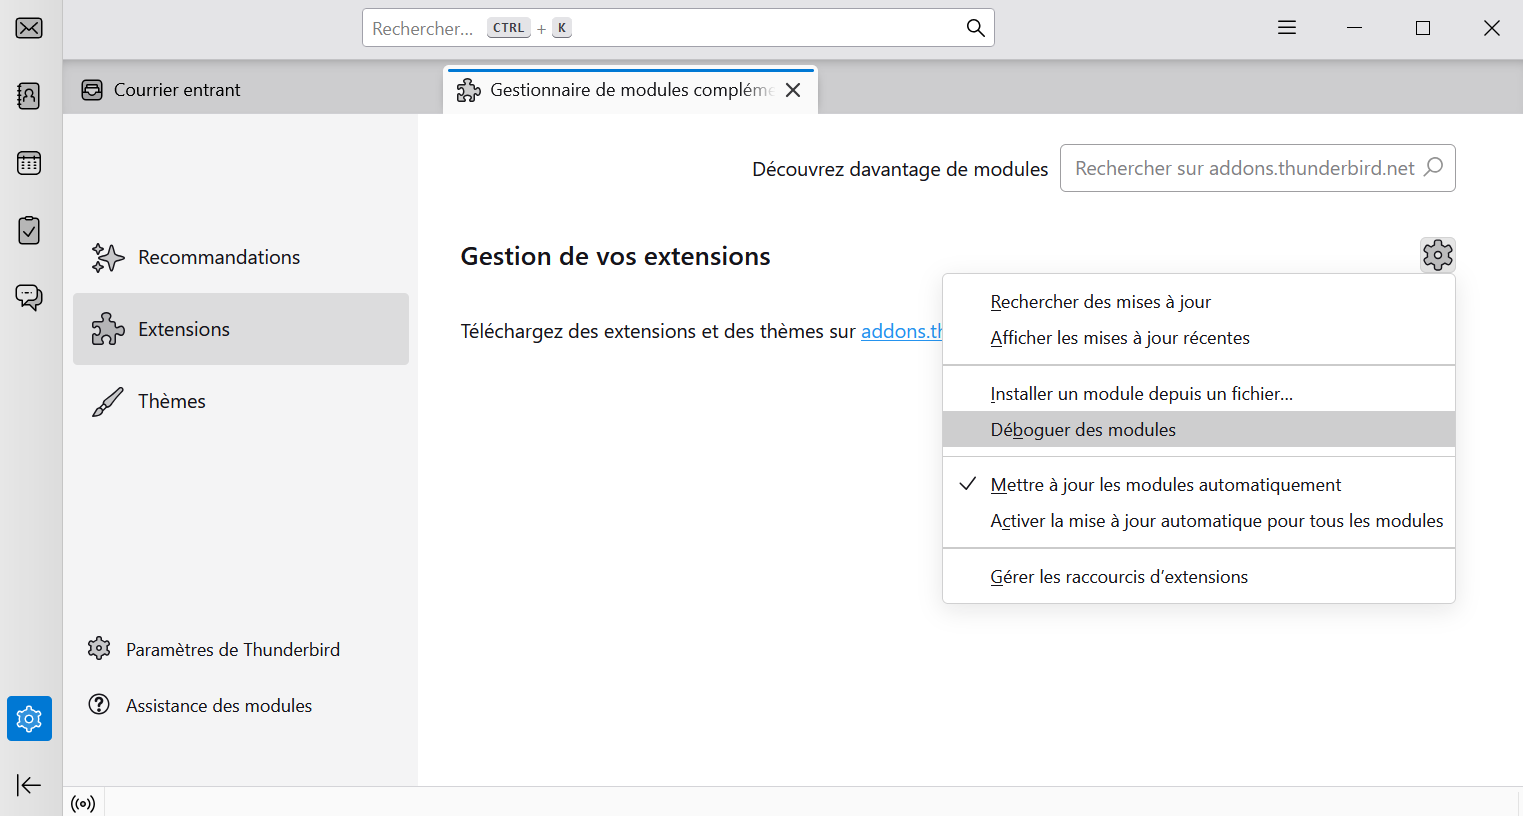 Rechercher... CTRL + K
Courrier entrant
Gestionnaire de modules compléme
Découvrez davantage de modules
Rechercher sur addons.thunderbird.net
Recommandations
Extensions
Thèmes
Gestion de vos extensions
Téléchargez des extensions et des thèmes sur addons.th
Rechercher des mises à jour
Afficher les mises à jour récentes
Installer un module depuis un fichier...
Déboguer des modules
Mettre à jour les modules automatiquement
Activer la mise à jour automatique pour tous les modules
Gérer les raccourcis d’extensions
Paramètres de Thunderbird
Assistance des modules